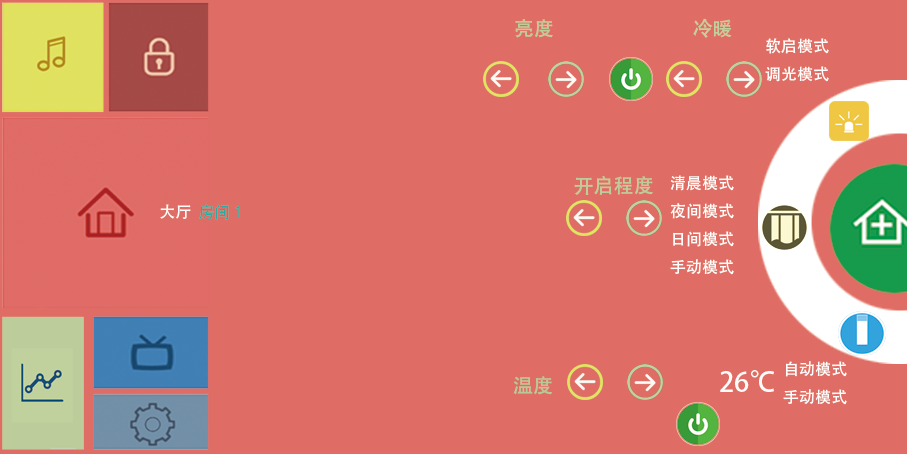 亮度
冷暖
软启模式
调光模式
大厅 房间1
开启程度
清晨模式
夜间模式
日间模式
手动模式
温度
26℃
自动模式
手动模式